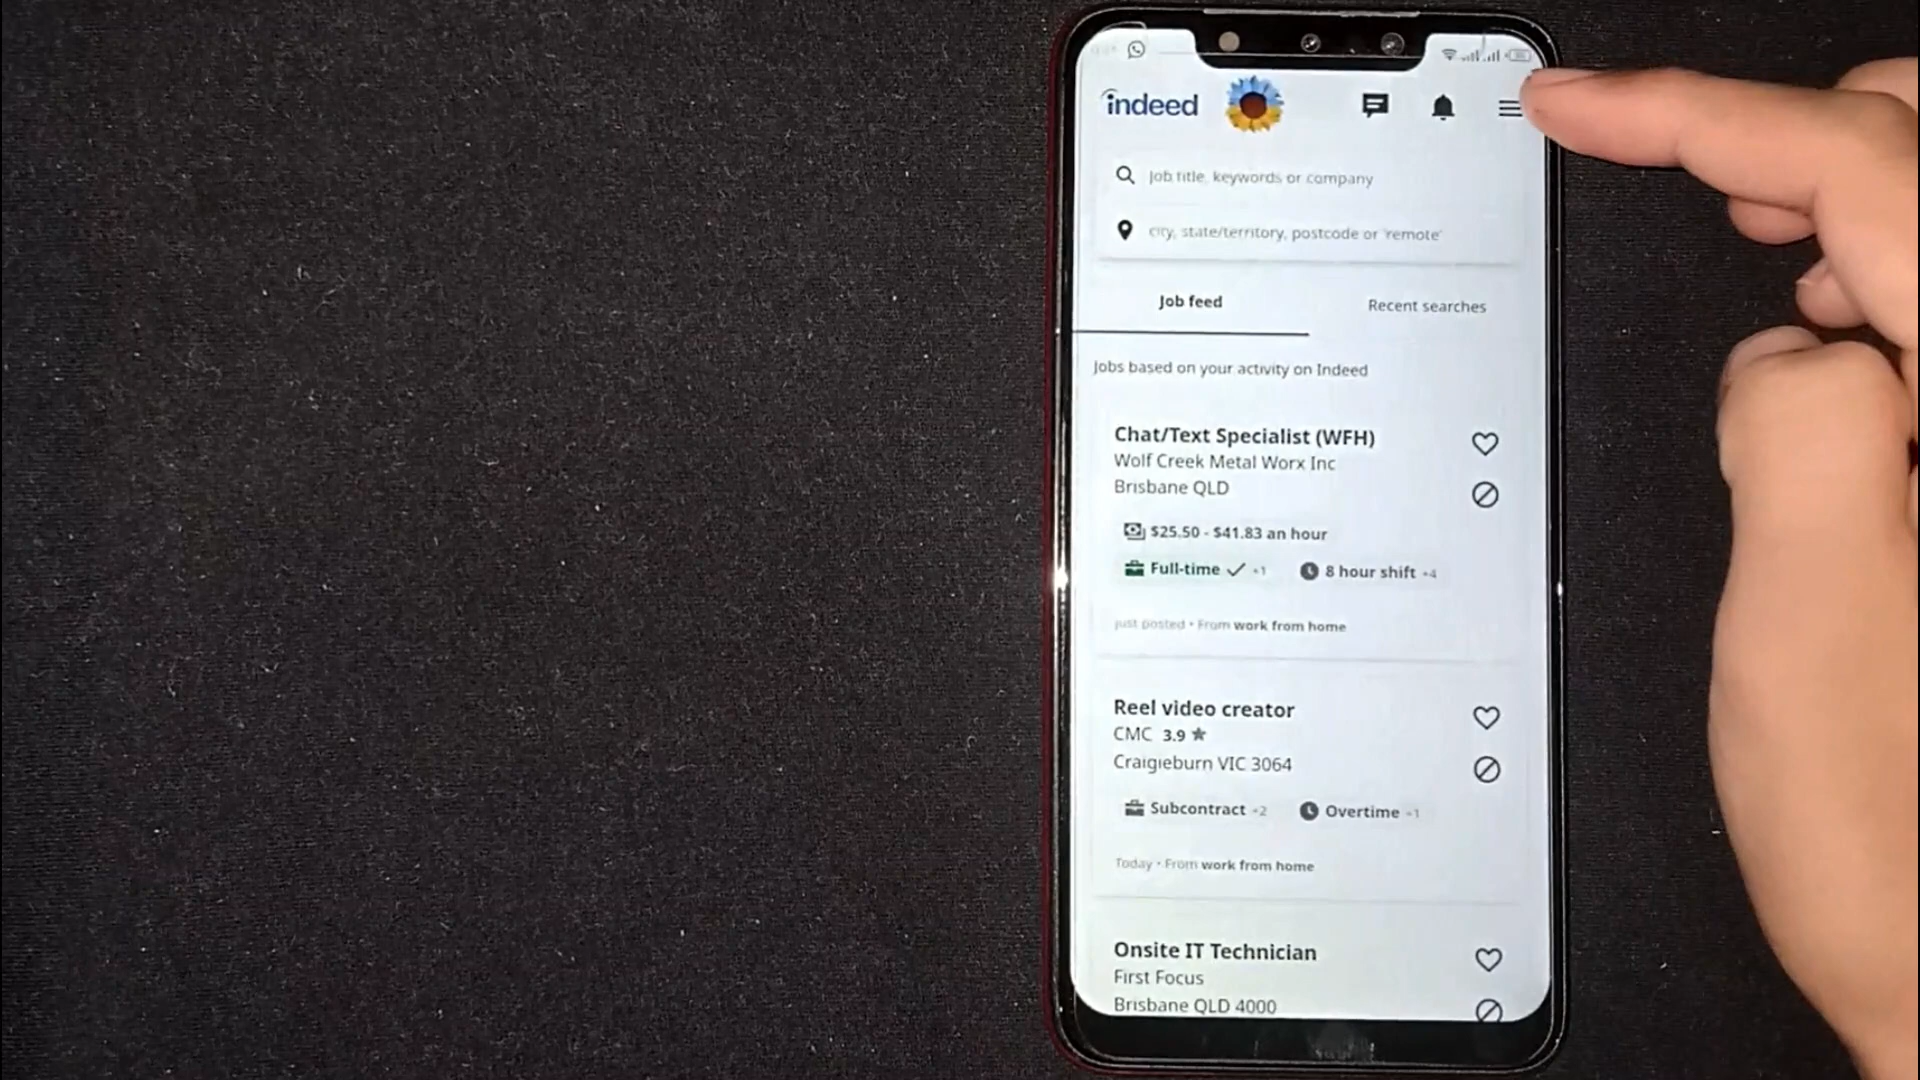 indeed
Job title, keywords or company
city, state/territory, postcode or 'remote'
Job feed
Recent searches
Jobs based on your activity on Indeed
Chat/Text Specialist (WFH)
Wolf Creek Metal Worx Inc
Brisbane QLD
$25.50 - $41.83 an hour
Full-time +1
8 hour shift +4
just posted • From work from home
Reel video creator
CMC 3.9 ★
Craigieburn VIC 3064
Subcontract +2
Overtime +1
Today • From work from home
Onsite IT Technician
First Focus
Brisbane QLD 4000